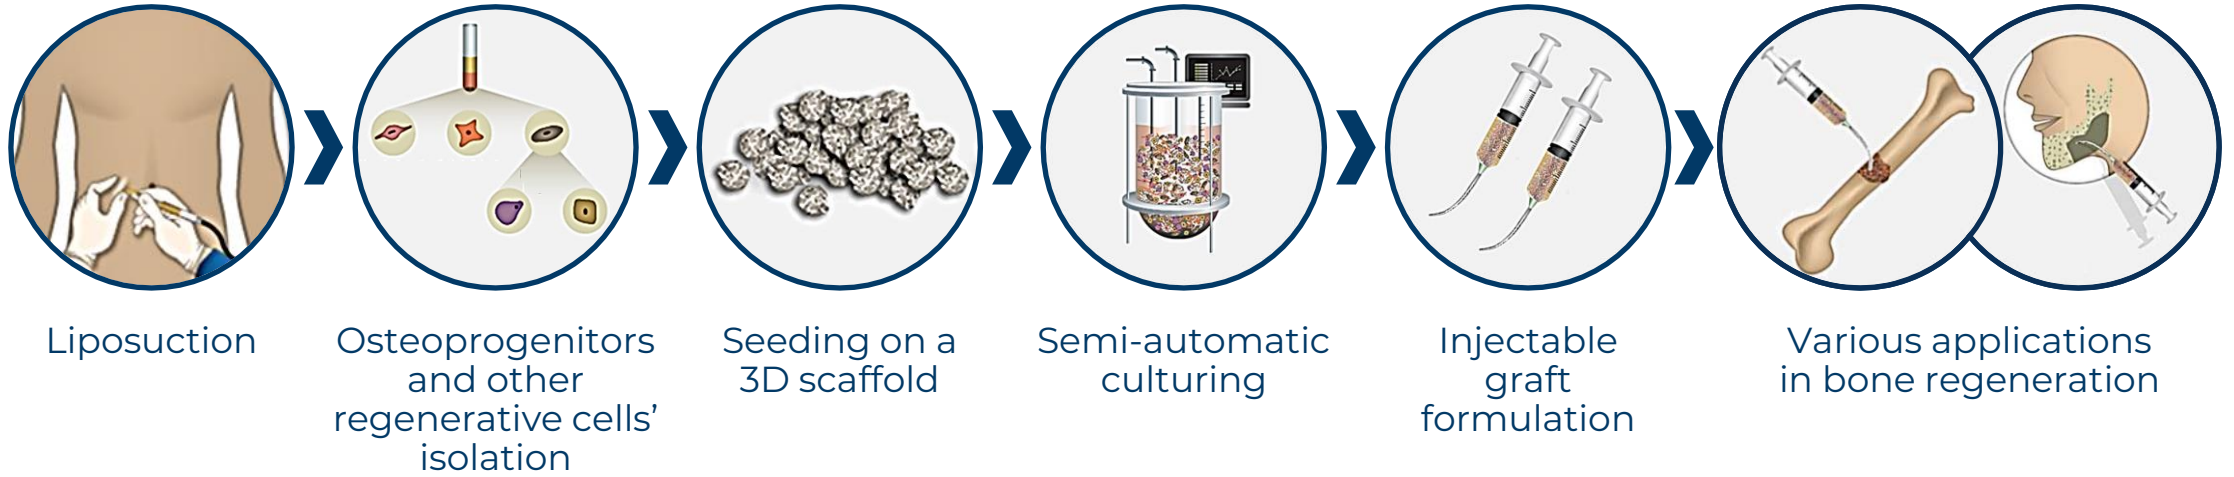 Liposuction
Osteoprogenitors
and other
regenerative cells’
isolation
Seeding on a
3D scaffold
Semi-automatic
culturing
Injectable
graft
formulation
Various applications
in bone regeneration